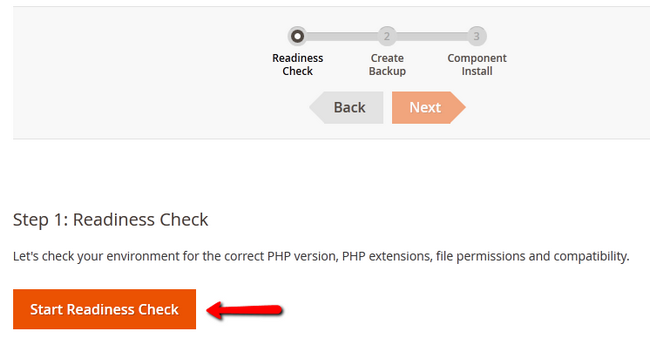 2
3
Readiness
Check
Create
Backup
Component
Install
Back
Next
Step 1: Readiness Check
Let's check your environment for the correct PHP version, PHP extensions, file permissions and compatibility.
Start Readiness Check